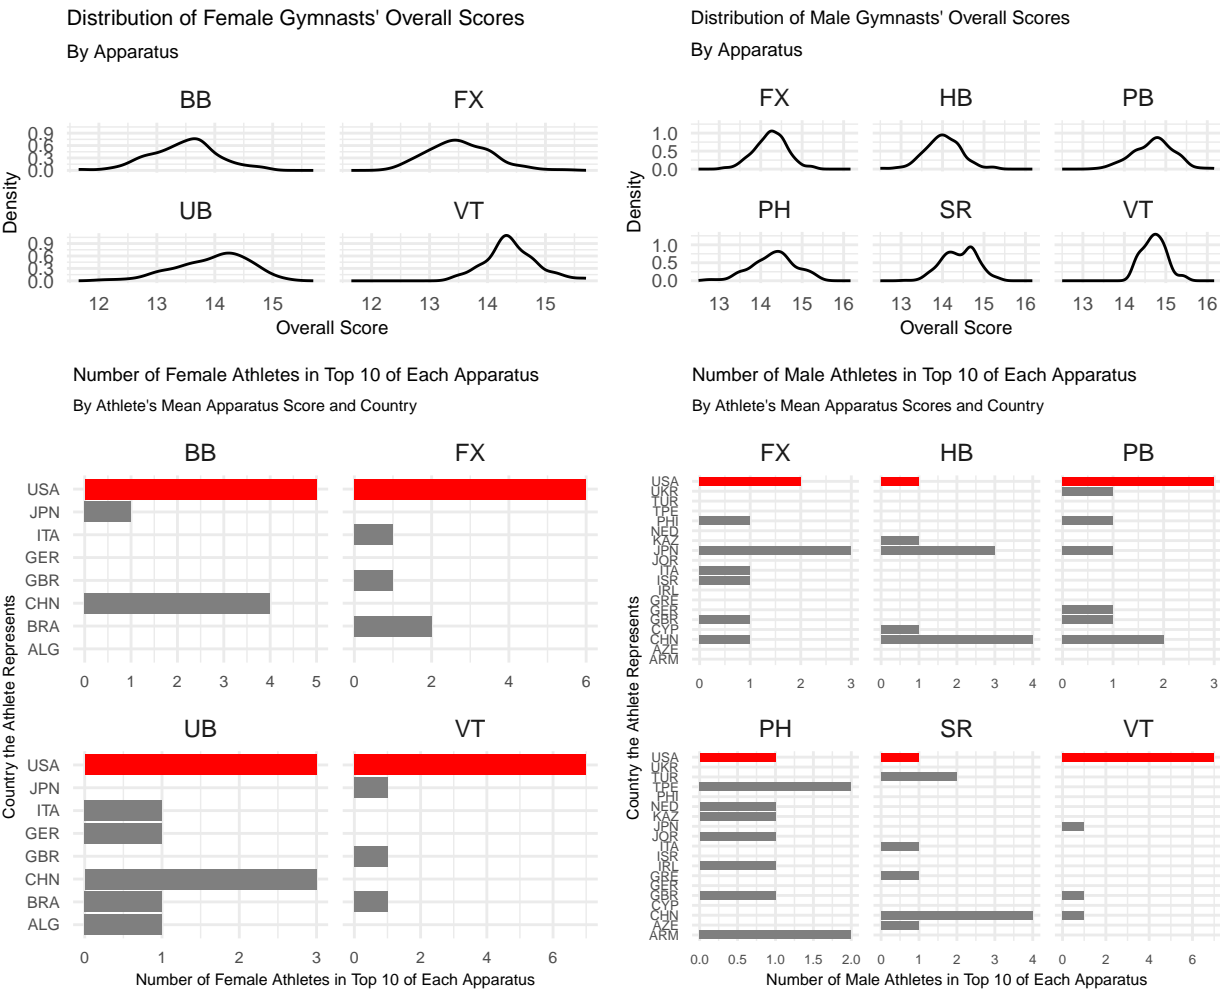 Distribution of Female Gymnasts' Overall Scores
By Apparatus
BB FX
0.9
0.6
0.3
0.0
UB VT
0.9
0.6
0.3
0.0
12 13 14 15 12 13 14 15
Density
Overall Score
Distribution of Male Gymnasts' Overall Scores
By Apparatus
FX HB PB
1.0
0.5
0.0
PH SR VT
1.0
0.5
0.0
13 14 15 16 13 14 15 16 13 14 15 16
Density
Overall Score
Number of Female Athletes in Top 10 of Each Apparatus
By Athlete's Mean Apparatus Score and Country
BB FX
USA
JPN
ITA
GER
GBR
CHN
BRA
ALG
0 1 2 3 4 5 0 2 4 6
UB VT
USA
JPN
ITA
GER
GBR
CHN
BRA
ALG
0 1 2 3 0 2 4 6
Country the Athlete Represents
Number of Female Athletes in Top 10 of Each Apparatus
Number of Male Athletes in Top 10 of Each Apparatus
By Athlete's Mean Apparatus Scores and Country
FX HB PB
USA
UKR
TUR
TPE
PHI
NED
KAZ
JPN
JOR
ITA
ISR
IRL
GRE
GER
GBR
CYP
CHN
AZE
ARM
0 1 2 3 0 1 2 3 4 0 1 2 3
PH SR VT
USA
UKR
TUR
TPE
PHI
NED
KAZ
JPN
JOR
ITA
ISR
IRL
GRE
GER
GBR
CYP
CHN
AZE
ARM
0.0 0.5 1.0 1.5 2.0 0 1 2 3 4 0 2 4 6
Country the Athlete Represents
Number of Male Athletes in Top 10 of Each Apparatus